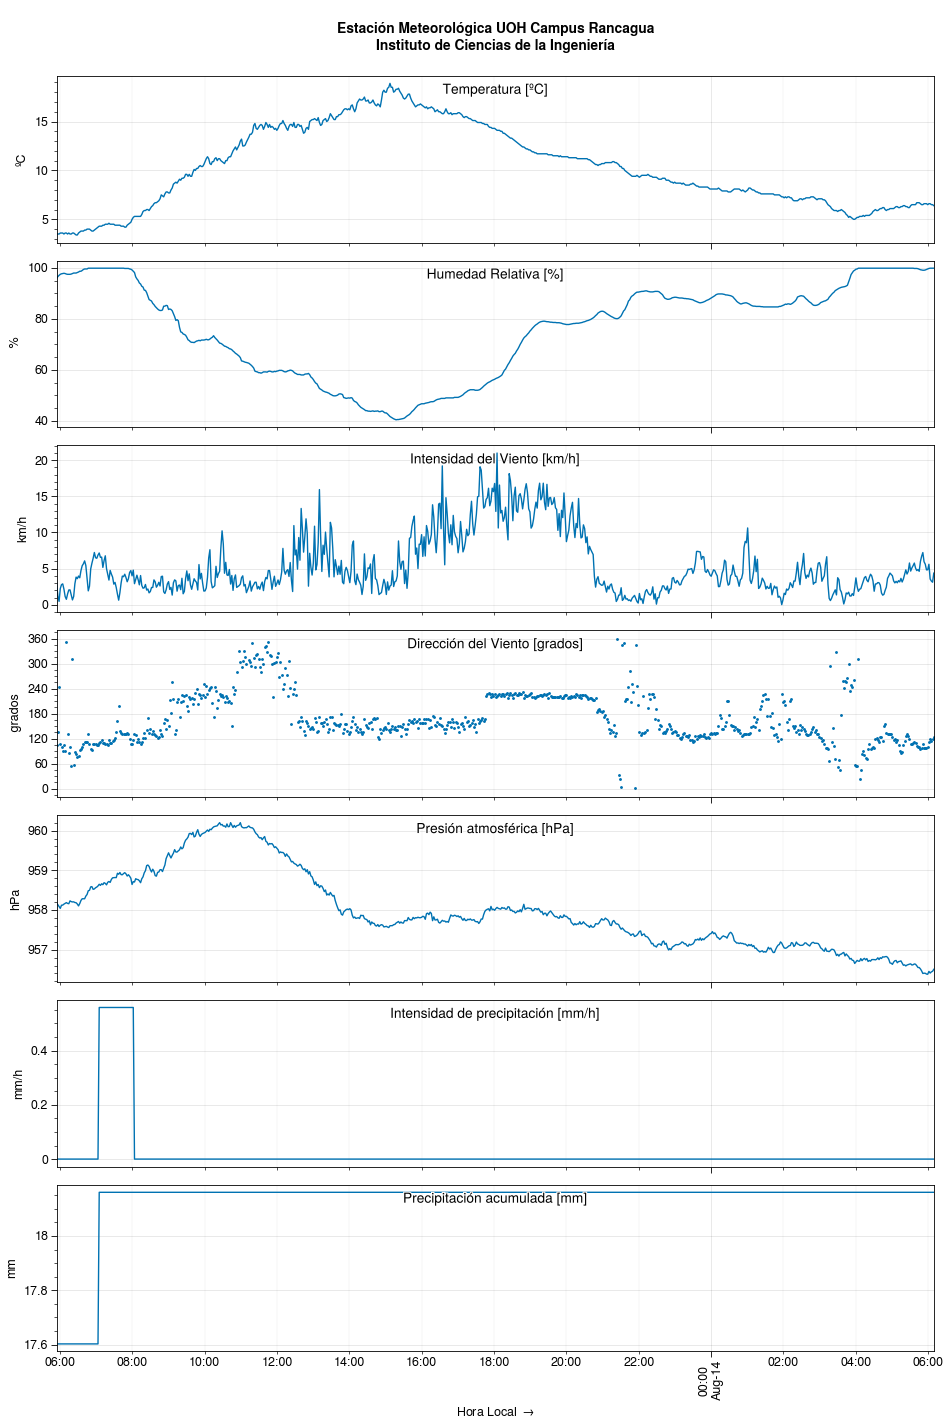 Estación Meteorológica UOH Campus Rancagua
Instituto de Ciencias de la Ingeniería
Temperatura [ºC]
ºC
15
10
5
Humedad Relativa [%]
%
100
80
60
40
Intensidad del Viento [km/h]
km/h
20
15
10
5
0
Dirección del Viento [grados]
grados
360
300
240
180
120
60
0
Presión atmosférica [hPa]
hPa
960
959
958
957
Intensidad de precipitación [mm/h]
mm/h
0.4
0.2
0
Precipitación acumulada [mm]
mm
18
17.8
17.6
06:00 08:00 10:00 12:00 14:00 16:00 18:00 20:00 22:00 00:00 02:00 04:00 06:00
Aug-14
Hora Local →